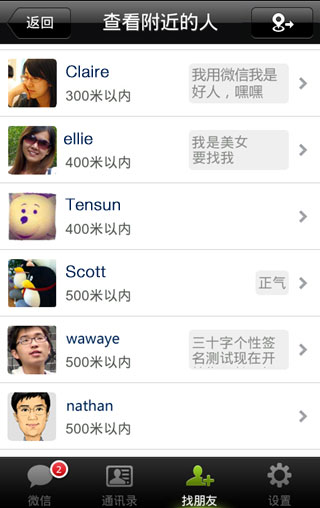 返回
查看附近的人
Claire
300米以内
我用微信我是
好人，嘿嘿
ellie
400米以内
我是美女
要找我
Tensun
400米以内
Scott
500米以内
正气
wawaye
500米以内
三十字个性签
名测试现在开
nathan
500米以内
2
微信
通讯录
找朋友
设置